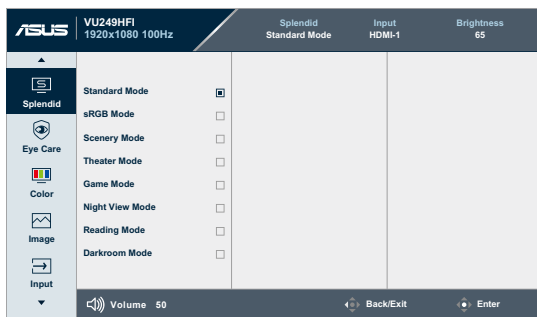 ASUS
VU249HFI
1920x1080 100Hz
Splendid
Standard Mode
Input
HDMI-1
Brightness
65
Splendid
Eye Care
Color
Image
Input
Standard Mode
sRGB Mode
Scenery Mode
Theater Mode
Game Mode
Night View Mode
Reading Mode
Darkroom Mode
Volume 50
Back/Exit
Enter